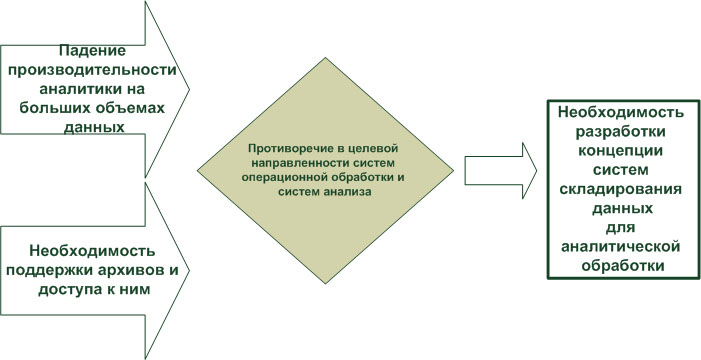 Падение
производительности
аналитики на
больших объемах
данных
Необходимость
поддержки архивов и
доступа к ним
Противоречие в целевой
направленности систем
операционной обработки и
систем анализа
Необходимость
разработки
концепции
систем
складирования
данных
для
аналитической
обработки